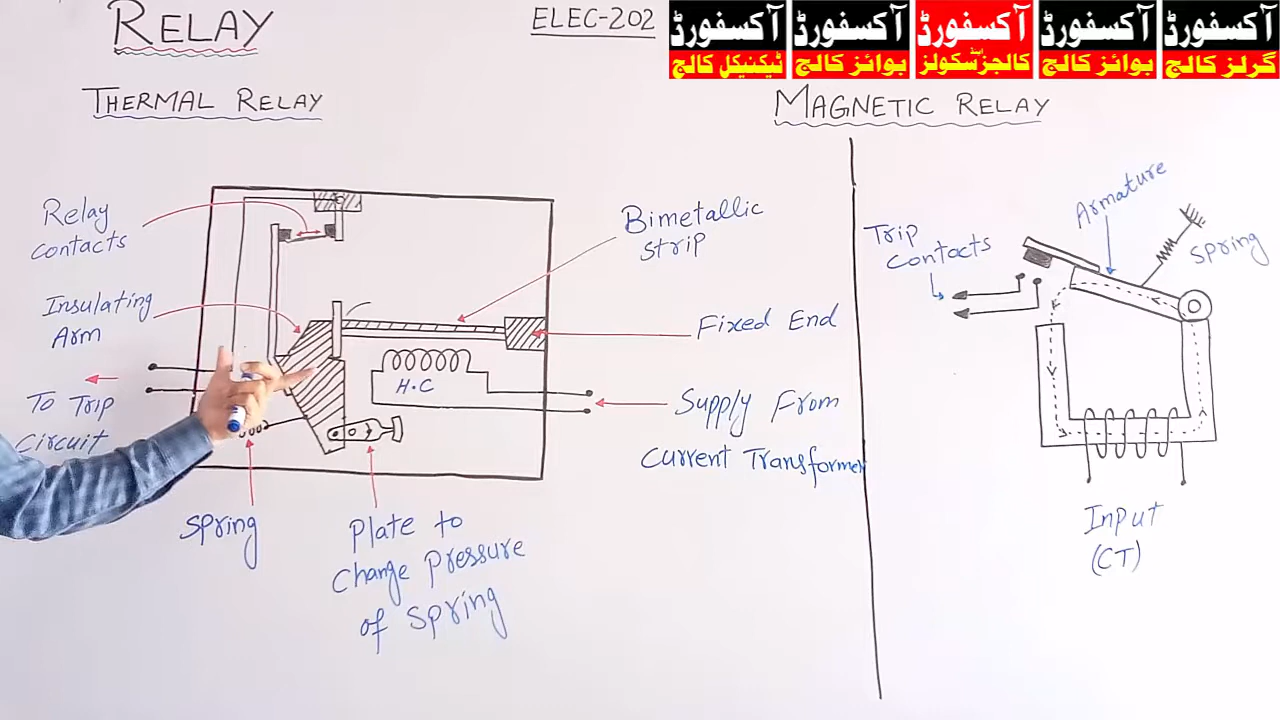 RELAY
ELEC-202
آکسفورڈ
ٹیکنیکل کالج
آکسفورڈ
بوائز کالج
آکسفورڈ
کالجز اینڈ سکولز
آکسفورڈ
بوائز کالج
آکسفورڈ
گرلز کالج
THERMAL RELAY
MAGNETIC RELAY
Relay
contacts
Insulating
Arm
To Trip
Circuit
Spring
Plate to
Change Pressure
of Spring
H.C
Bimetallic
Strip
Fixed End
Supply From
Current Transformer
Trip
Contacts
Armature
Spring
Input
(CT)